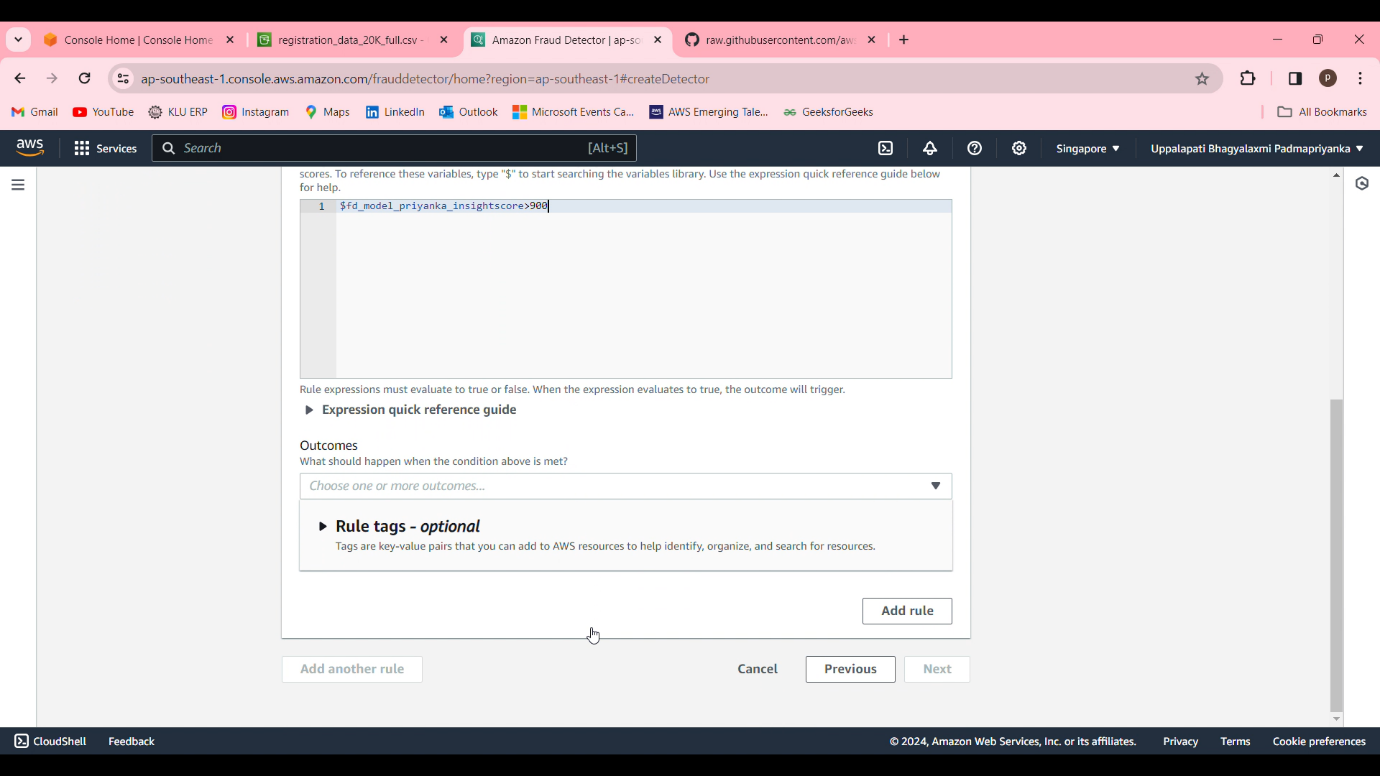 Console Home | Console Home
registration_data_20K_full.csv -
Amazon Fraud Detector | ap-so
raw.githubusercontent.com/aw
ap-southeast-1.console.aws.amazon.com/frauddetector/home?region=ap-southeast-1#createDetector
P
Gmail
YouTube
KLU ERP
Instagram
Maps
LinkedIn
Outlook
Microsoft Events Ca...
AWS Emerging Tale...
GeeksforGeeks
All Bookmarks
aws
Services
Search
[Alt+S]
Singapore
Uppalapati Bhagyalaxmi Padmapriyanka
scores. To reference these variables, type "$" to start searching the variables library. Use the expression quick reference guide below
for help.
1 $fd_model_priyanka_insightscore>900
Rule expressions must evaluate to true or false. When the expression evaluates to true, the outcome will trigger.
Expression quick reference guide
Outcomes
What should happen when the condition above is met?
Choose one or more outcomes...
Rule tags - optional
Tags are key-value pairs that you can add to AWS resources to help identify, organize, and search for resources.
Add rule
Add another rule
Cancel
Previous
Next
CloudShell
Feedback
© 2024, Amazon Web Services, Inc. or its affiliates.
Privacy
Terms
Cookie preferences